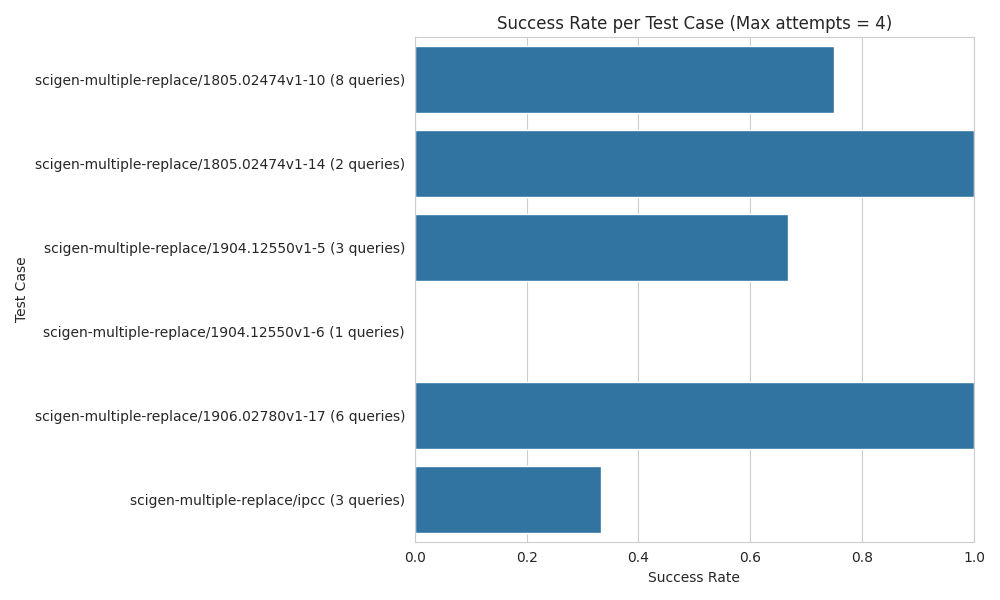 Success Rate per Test Case (Max attempts = 4)
scigen-multiple-replace/1805.02474v1-10 (8 queries)
scigen-multiple-replace/1805.02474v1-14 (2 queries)
scigen-multiple-replace/1904.12550v1-5 (3 queries)
Test Case
scigen-multiple-replace/1904.12550v1-6 (1 queries)
scigen-multiple-replace/1906.02780v1-17 (6 queries)
scigen-multiple-replace/ipcc (3 queries)
0.0 0.2 0.4 0.6 0.8 1.0
Success Rate